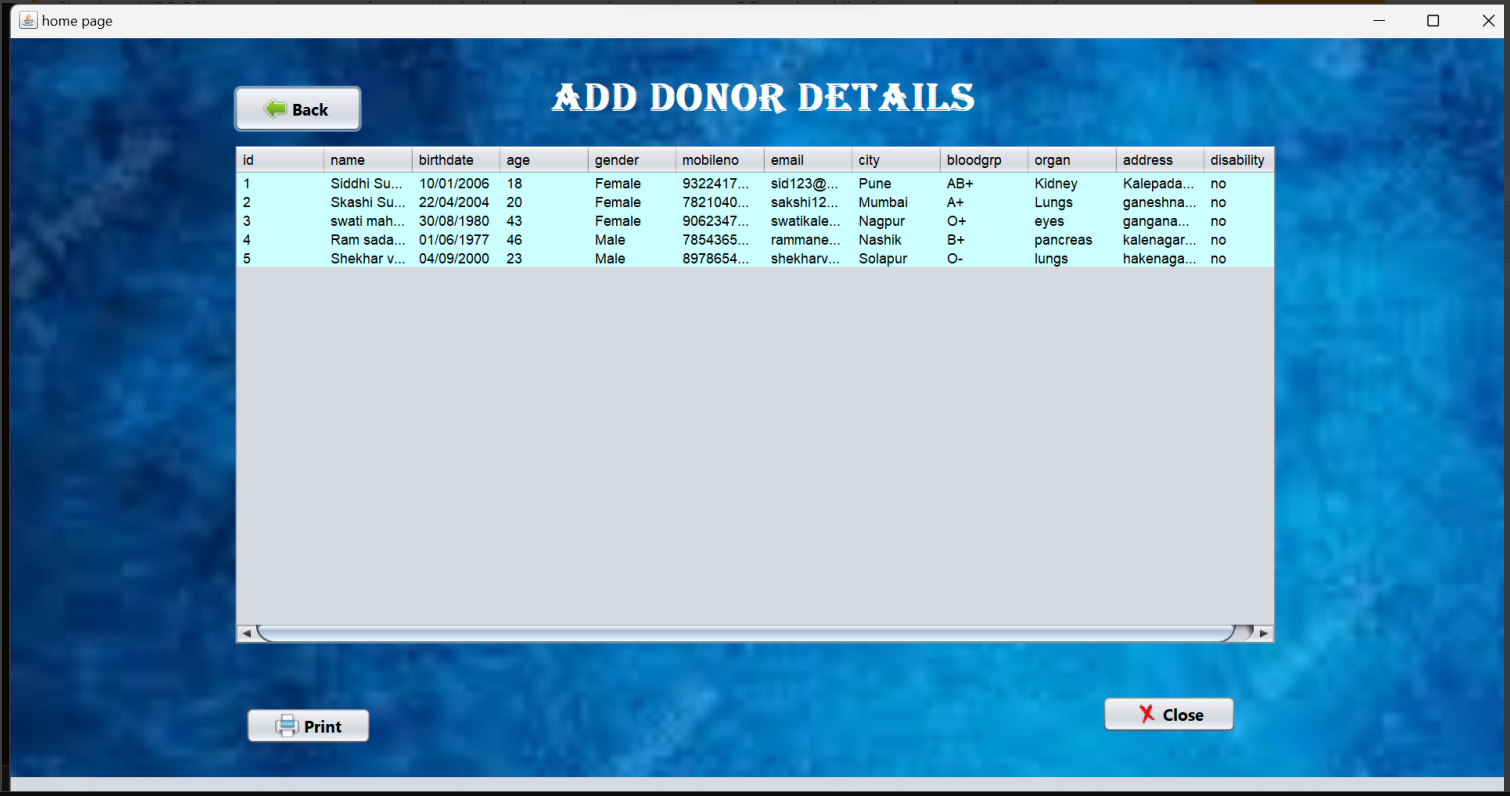 home page
Back
ADD DONOR DETAILS
id name birthdate age gender mobileno email city bloodgrp organ address disability
1 Siddhi Su... 10/01/2006 18 Female 9322417... sid123@... Pune AB+ Kidney Kalepada... no
2 Skashi Su... 22/04/2004 20 Female 7821040... sakshi12... Mumbai A+ Lungs ganeshna... no
3 swati mah... 30/08/1980 43 Female 9062347... swatikale... Nagpur O+ eyes gangana... no
4 Ram sada... 01/06/1977 46 Male 7854365... rammane... Nashik B+ pancreas kalenagar... no
5 Shekhar v... 04/09/2000 23 Male 8978654... shekharv... Solapur O- lungs hakenaga... no
Print
Close